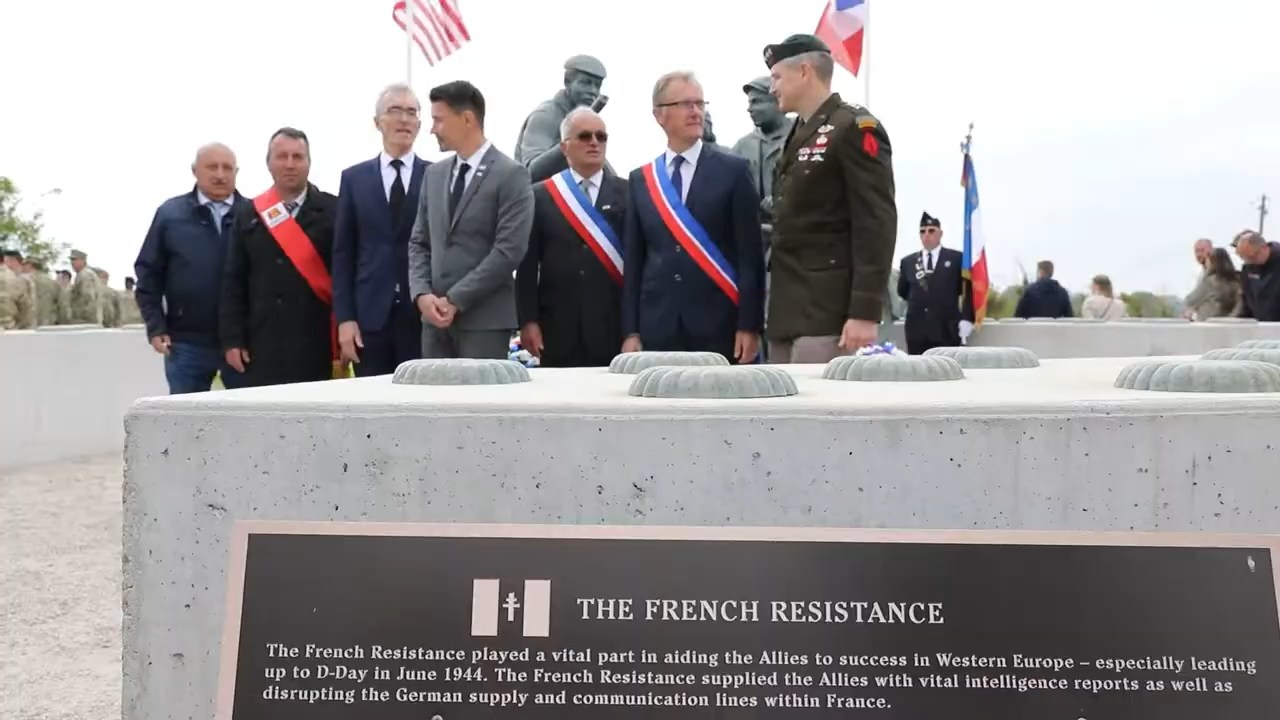 THE FRENCH RESISTANCE
The French Resistance played a vital part in aiding the Allies to success in Western Europe – especially leading
up to D-Day in June 1944. The French Resistance supplied the Allies with vital intelligence reports as well as
disrupting the German supply and communication lines within France.